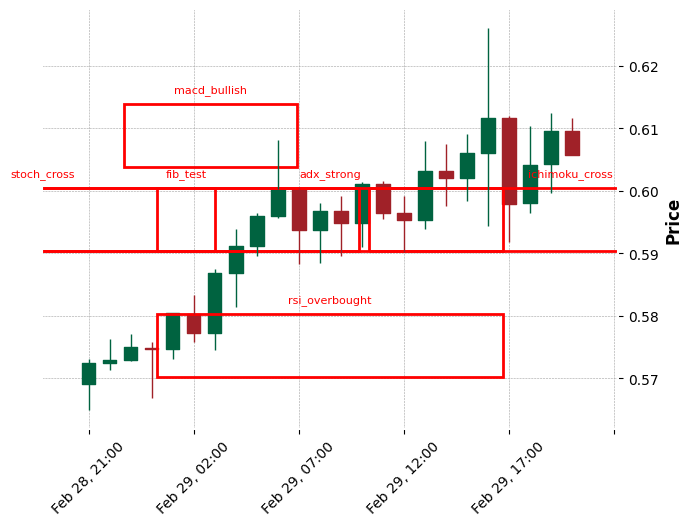 0.62
macd_bullish
0.61
stoch_cross
fib_test
adx_strong
0.60
Price
0.59
rsi_overbought
0.58
0.57
Feb 28, 21:00
Feb 29, 02:00
Feb 29, 07:00
Feb 29, 12:00
Feb 29, 17:00